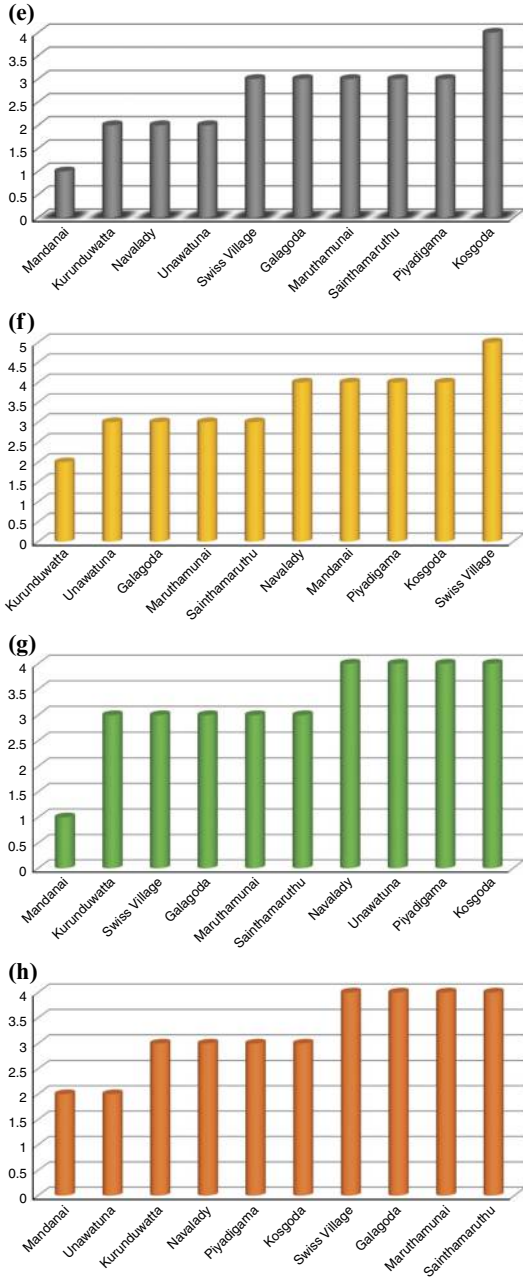 (e)
4
3.5
3
2.5
2
1.5
1
0.5
0
Mandanai
Kurunduwatta
Navalady
Unawatuna
Swiss Village
Galagoda
Maruthamunai
Sainthamaruthu
Piyadigama
Kosgoda
(f)
5
4.5
4
3.5
3
2.5
2
1.5
1
0.5
0
Kurunduwatta
Unawatuna
Galagoda
Maruthamunai
Sainthamaruthu
Navalady
Mandanai
Piyadigama
Kosgoda
Swiss Village
(g)
4
3.5
3
2.5
2
1.5
1
0.5
0
Mandanai
Kurunduwatta
Swiss Village
Galagoda
Maruthamunai
Sainthamaruthu
Navalady
Unawatuna
Piyadigama
Kosgoda
(h)
4
3.5
3
2.5
2
1.5
1
0.5
0
Mandanai
Unawatuna
Kurunduwatta
Navalady
Piyadigama
Kosgoda
Swiss Village
Galagoda
Maruthamunai
Sainthamaruthu